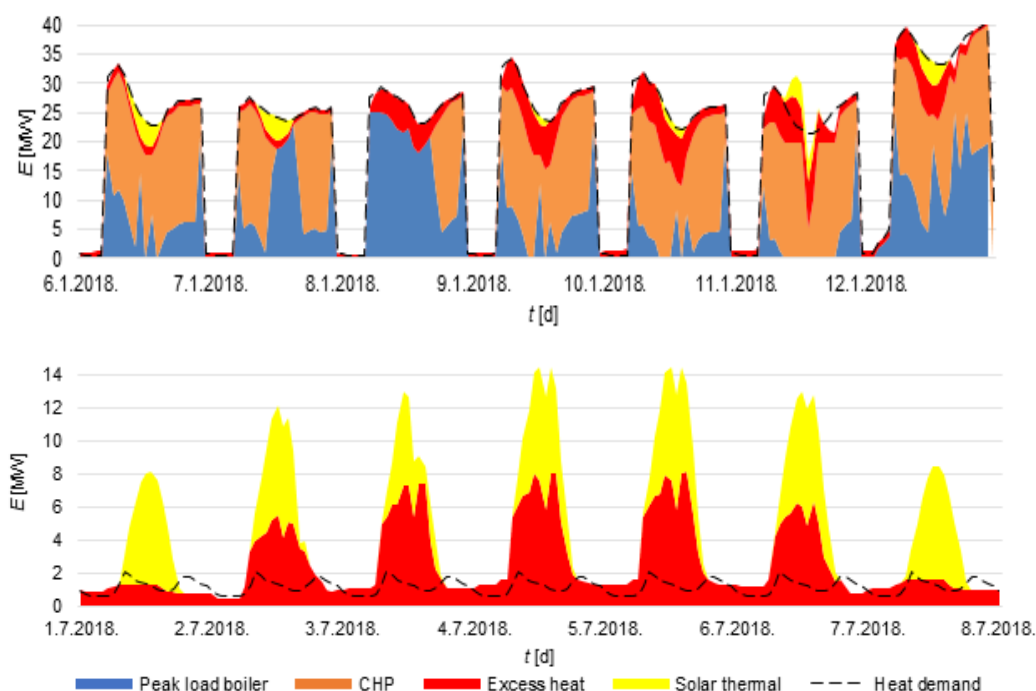 40
35
30
25
20
15
10
5
0
E [MW]
6.1.2018. 7.1.2018. 8.1.2018. 9.1.2018. 10.1.2018. 11.1.2018. 12.1.2018.
t [d]
14
12
10
8
6
4
2
0
E [MW]
1.7.2018. 2.7.2018. 3.7.2018. 4.7.2018. 5.7.2018. 6.7.2018. 7.7.2018. 8.7.2018.
t [d]
Peak load boiler CHP Excess heat Solar thermal Heat demand